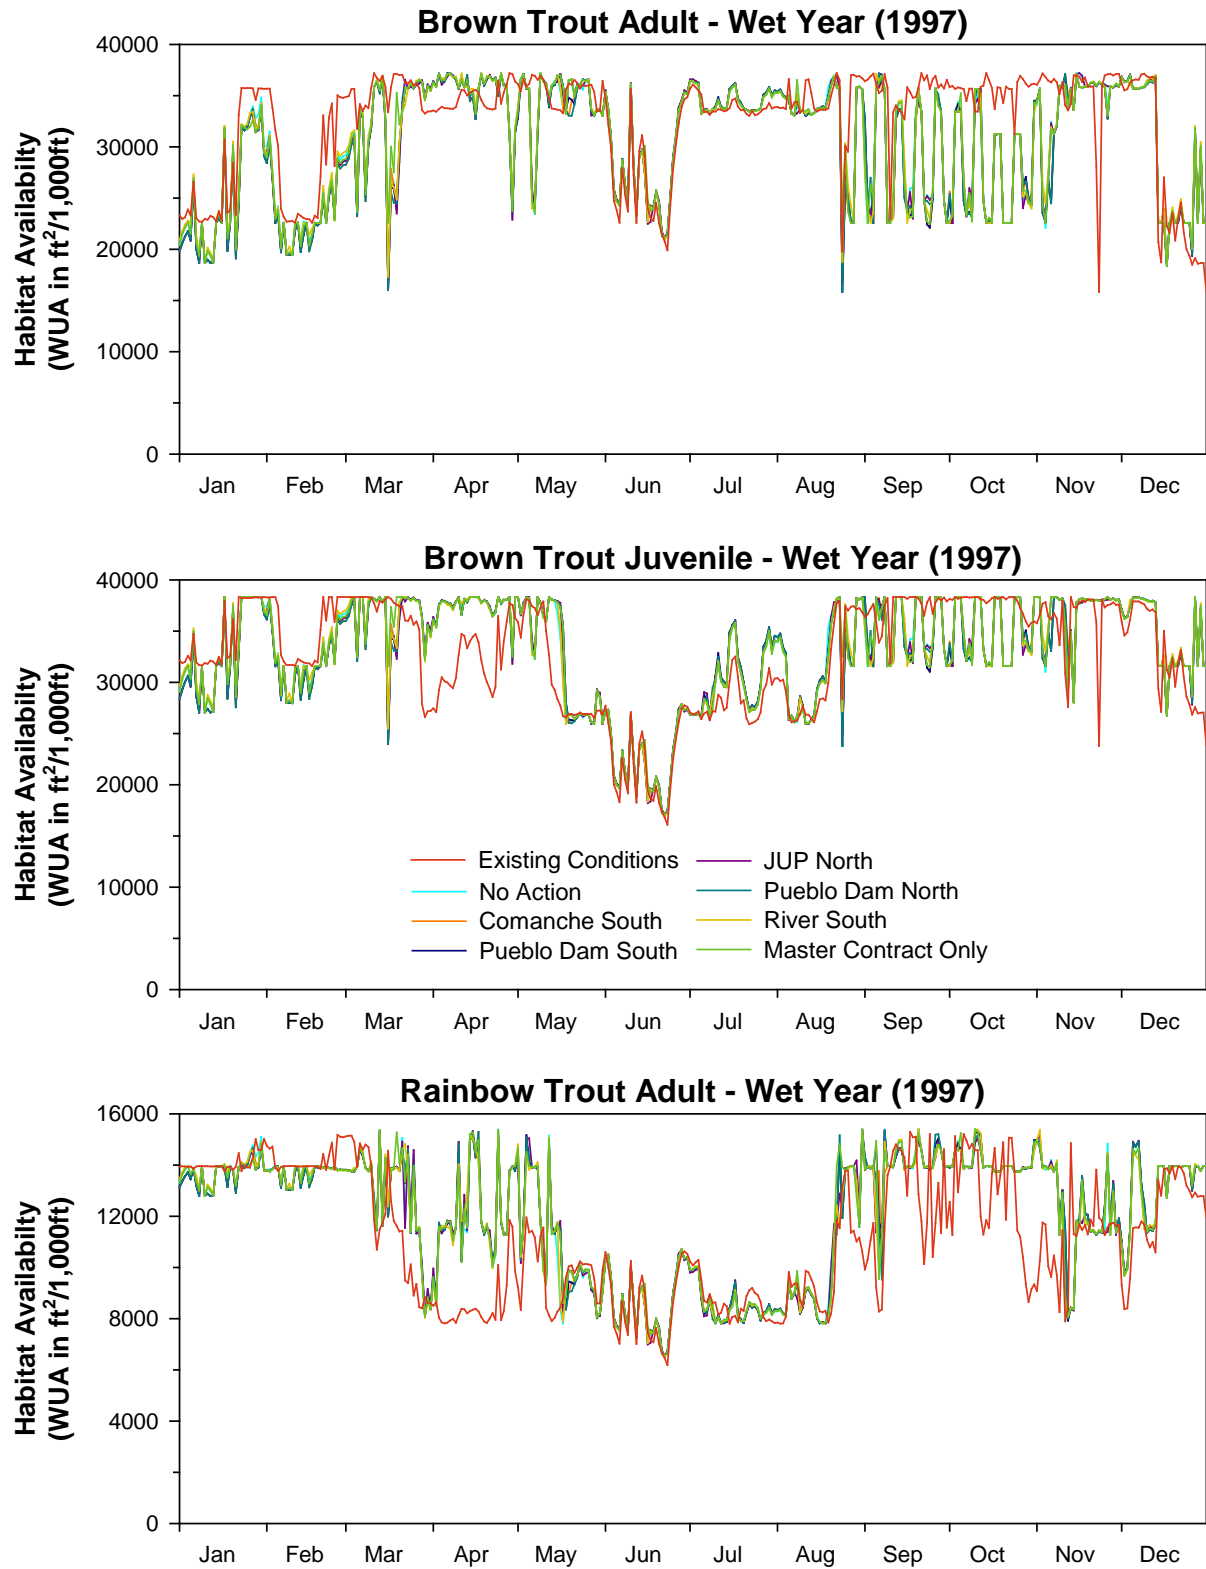 Brown Trout Adult - Wet Year (1997)
Habitat Availabilty
(WUA in ft²/1,000ft)
40000
30000
20000
10000
0
Jan Feb Mar Apr May Jun Jul Aug Sep Oct Nov Dec
Brown Trout Juvenile - Wet Year (1997)
Habitat Availabilty
(WUA in ft²/1,000ft)
40000
30000
20000
10000
0
Existing Conditions JUP North
No Action Pueblo Dam North
Comanche South River South
Pueblo Dam South Master Contract Only
Jan Feb Mar Apr May Jun Jul Aug Sep Oct Nov Dec
Rainbow Trout Adult - Wet Year (1997)
Habitat Availabilty
(WUA in ft²/1,000ft)
16000
12000
8000
4000
0
Jan Feb Mar Apr May Jun Jul Aug Sep Oct Nov Dec